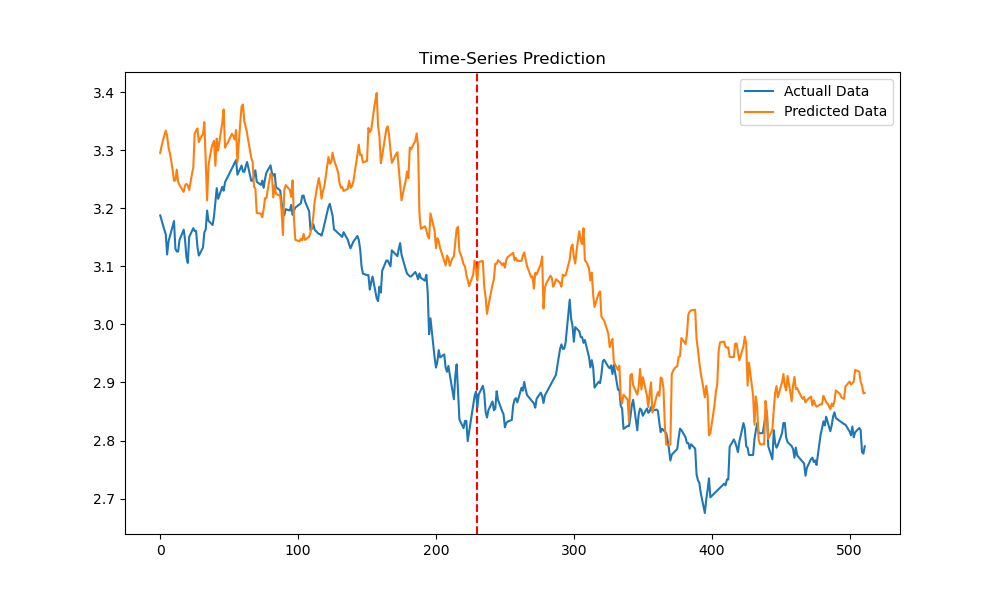 Time-Series Prediction
Actuall Data
Predicted Data
3.4
3.3
3.2
3.1
3.0
2.9
2.8
2.7
0 100 200 300 400 500